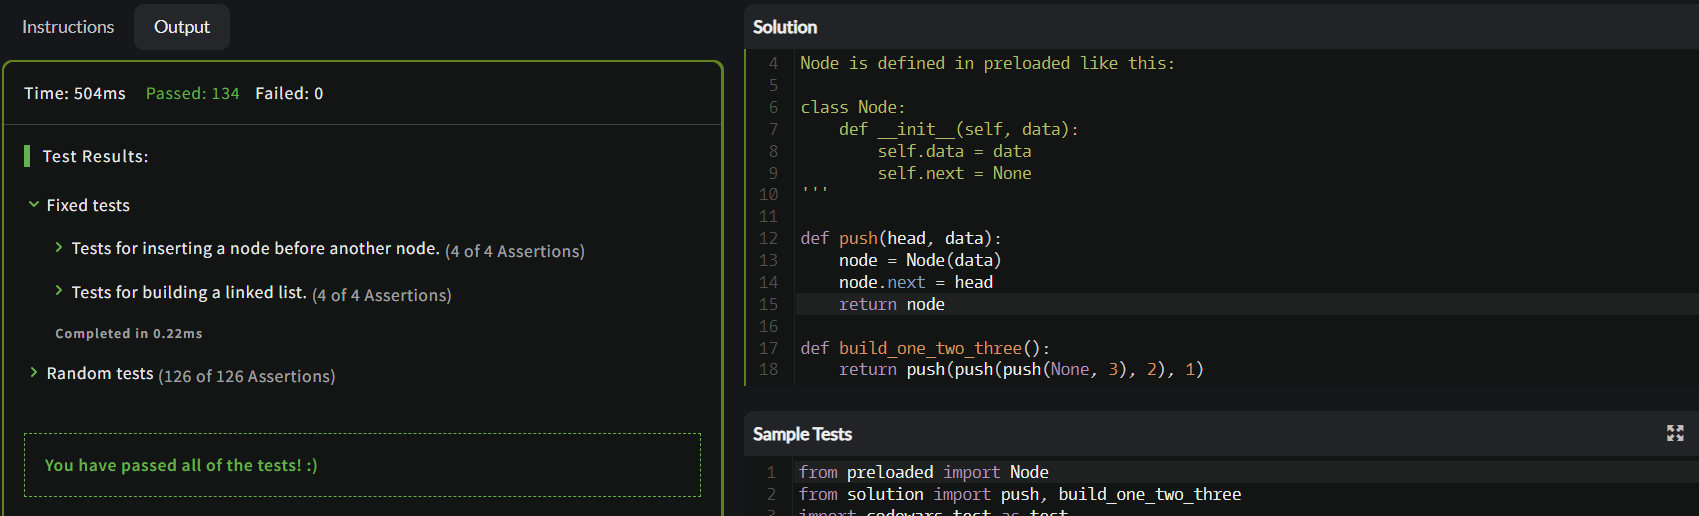 Instructions
Output
Time: 504ms Passed: 134 Failed: 0
Test Results:
Fixed tests
Tests for inserting a node before another node. (4 of 4 Assertions)
Tests for building a linked list. (4 of 4 Assertions)
Completed in 0.22ms
Random tests (126 of 126 Assertions)
You have passed all of the tests! :)
Solution
4 Node is defined in preloaded like this:
5
6 class Node:
7     def __init__(self, data):
8         self.data = data
9         self.next = None
10 '''
11
12 def push(head, data):
13     node = Node(data)
14     node.next = head
15     return node
16
17 def build_one_two_three():
18     return push(push(push(None, 3), 2), 1)
Sample Tests
1 from preloaded import Node
2 from solution import push, build_one_two_three
3 import codewars_test as test